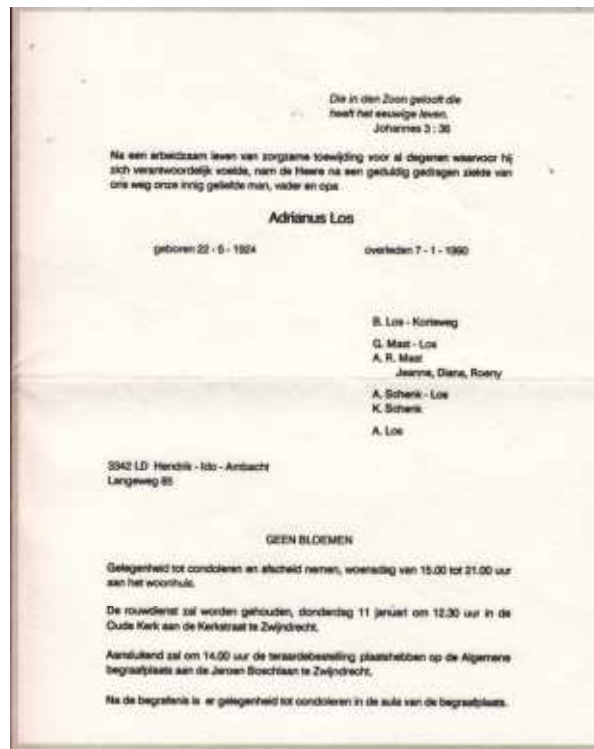 Die in den Zoon gelooft die
heeft het eeuwige leven.
Johannes 3 : 36
Na een arbeidzaam leven van zorgzame toewijding voor al degenen waarvoor hij
zich verantwoordelijk voelde, nam de Heere na een geduldig gedragen ziekte van
ons weg onze innig geliefde man, vader en opa
Adrianus Los
geboren 22 - 6 - 1924 overleden 7 - 1 - 1990
B. Los - Korteweg
G. Mast - Los
A. R. Mast
Jeanne, Diana, Roeny
A. Schenk - Los
K. Schenk
A. Los
3342 LD Hendrik - Ido - Ambacht
Langeweg 85
GEEN BLOEMEN
Gelegenheid tot condoleren en afscheid nemen, woensdag van 15.00 tot 21.00 uur
aan het woonhuis.
De rouwdienst zal worden gehouden, donderdag 11 januari om 12.30 uur in de
Oude Kerk aan de Kerkstraat te Zwijndrecht.
Aansluitend zal om 14.00 uur de teraardebestelling plaatshebben op de Algemene
begraafplaats aan de Jeroen Boschlaan te Zwijndrecht.
Na de begrafenis is er gelegenheid tot condoleren in de aula van de begraafplaats.